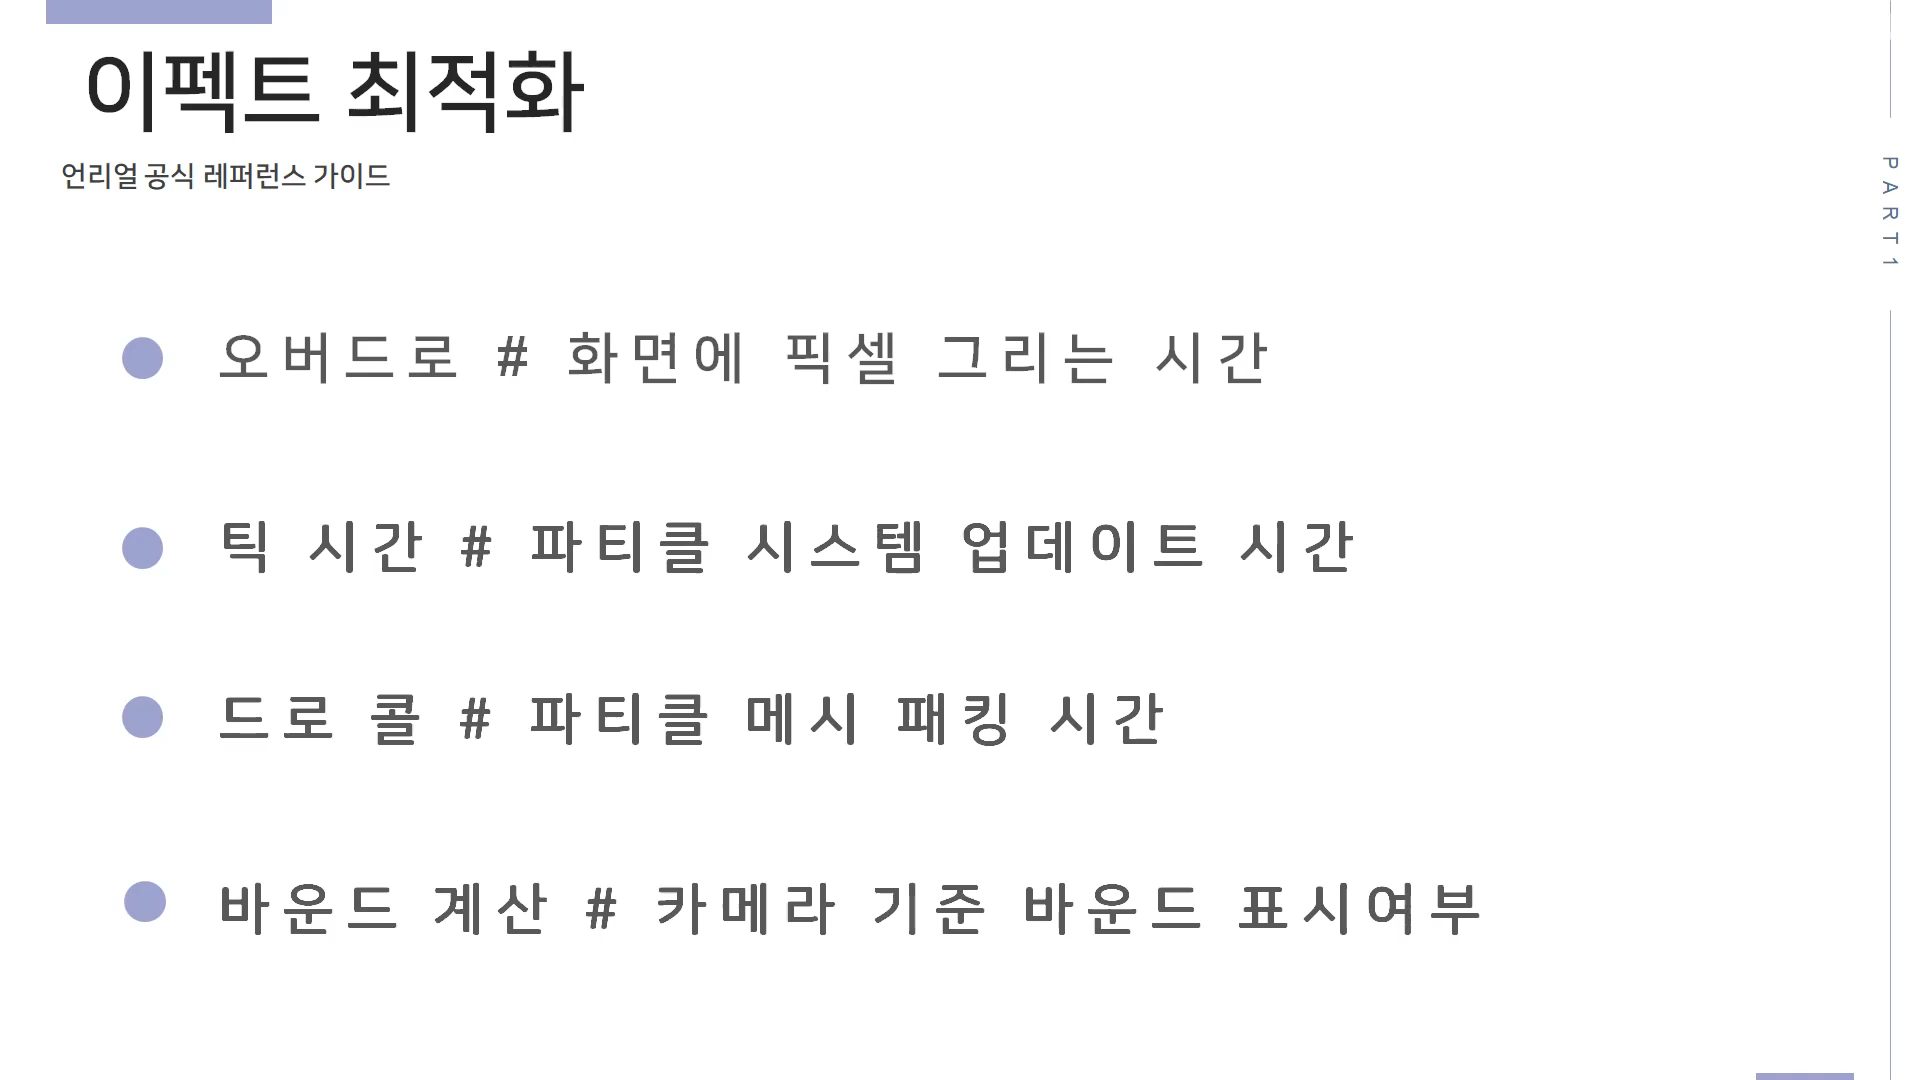 이펙트 최적화
언리얼 공식 레퍼런스 가이드
PART1
오버드로 # 화면에 픽셀 그리는 시간
틱 시간 # 파티클 시스템 업데이트 시간
드로 콜 # 파티클 메시 패킹 시간
바운드 계산 # 카메라 기준 바운드 표시여부